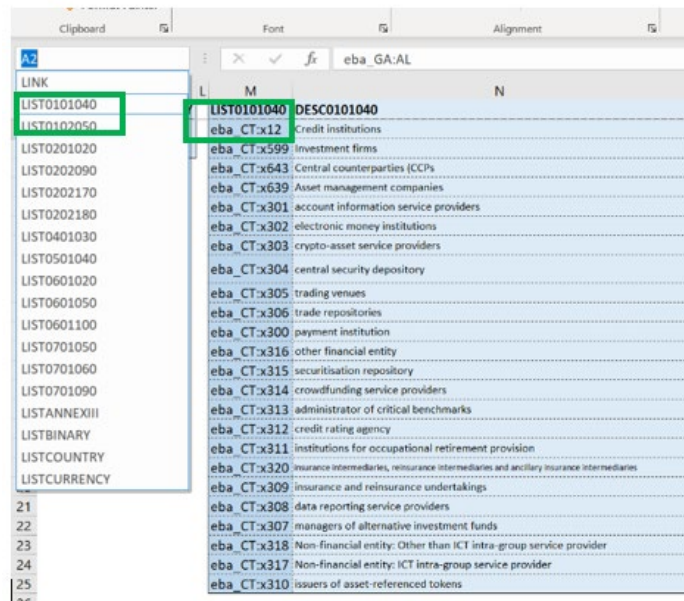 Clipboard Font Alignment
A2 fx eba_GA:AL
L M N
LINK
LIST0101040
LIST0102050
LIST0201020
LIST0202090
LIST0202170
LIST0202180
LIST0401030
LIST0501040
LIST0601020
LIST0601050
LIST0601100
LIST0701050
LIST0701060
LIST0701090
LISTANNEXIII
LISTBINARY
LISTCOUNTRY
LISTCURRENCY
LIST0101040 DESC0101040
eba_CT:x12 Credit institutions
eba_CT:x599 Investment firms
eba_CT:x643 Central counterparties (CCPs
eba_CT:x639 Asset management companies
eba_CT:x301 account information service providers
eba_CT:x302 electronic money institutions
eba_CT:x303 crypto-asset service providers
eba_CT:x304 central security depository
eba_CT:x305 trading venues
eba_CT:x306 trade repositories
eba_CT:x300 payment institution
eba_CT:x316 other financial entity
eba_CT:x315 securitisation repository
eba_CT:x314 crowdfunding service providers
eba_CT:x313 administrator of critical benchmarks
eba_CT:x312 credit rating agency
eba_CT:x311 institutions for occupational retirement provision
eba_CT:x320 insurance intermediaries, reinsurance intermediaries and ancillary insurance intermediaries
eba_CT:x309 insurance and reinsurance undertakings
21 eba_CT:x308 data reporting service providers
22 eba_CT:x307 managers of alternative investment funds
23 eba_CT:x318 Non-financial entity: Other than ICT intra-group service provider
24 eba_CT:x317 Non-financial entity: ICT intra-group service provider
25 eba_CT:x310 issuers of asset-referenced tokens